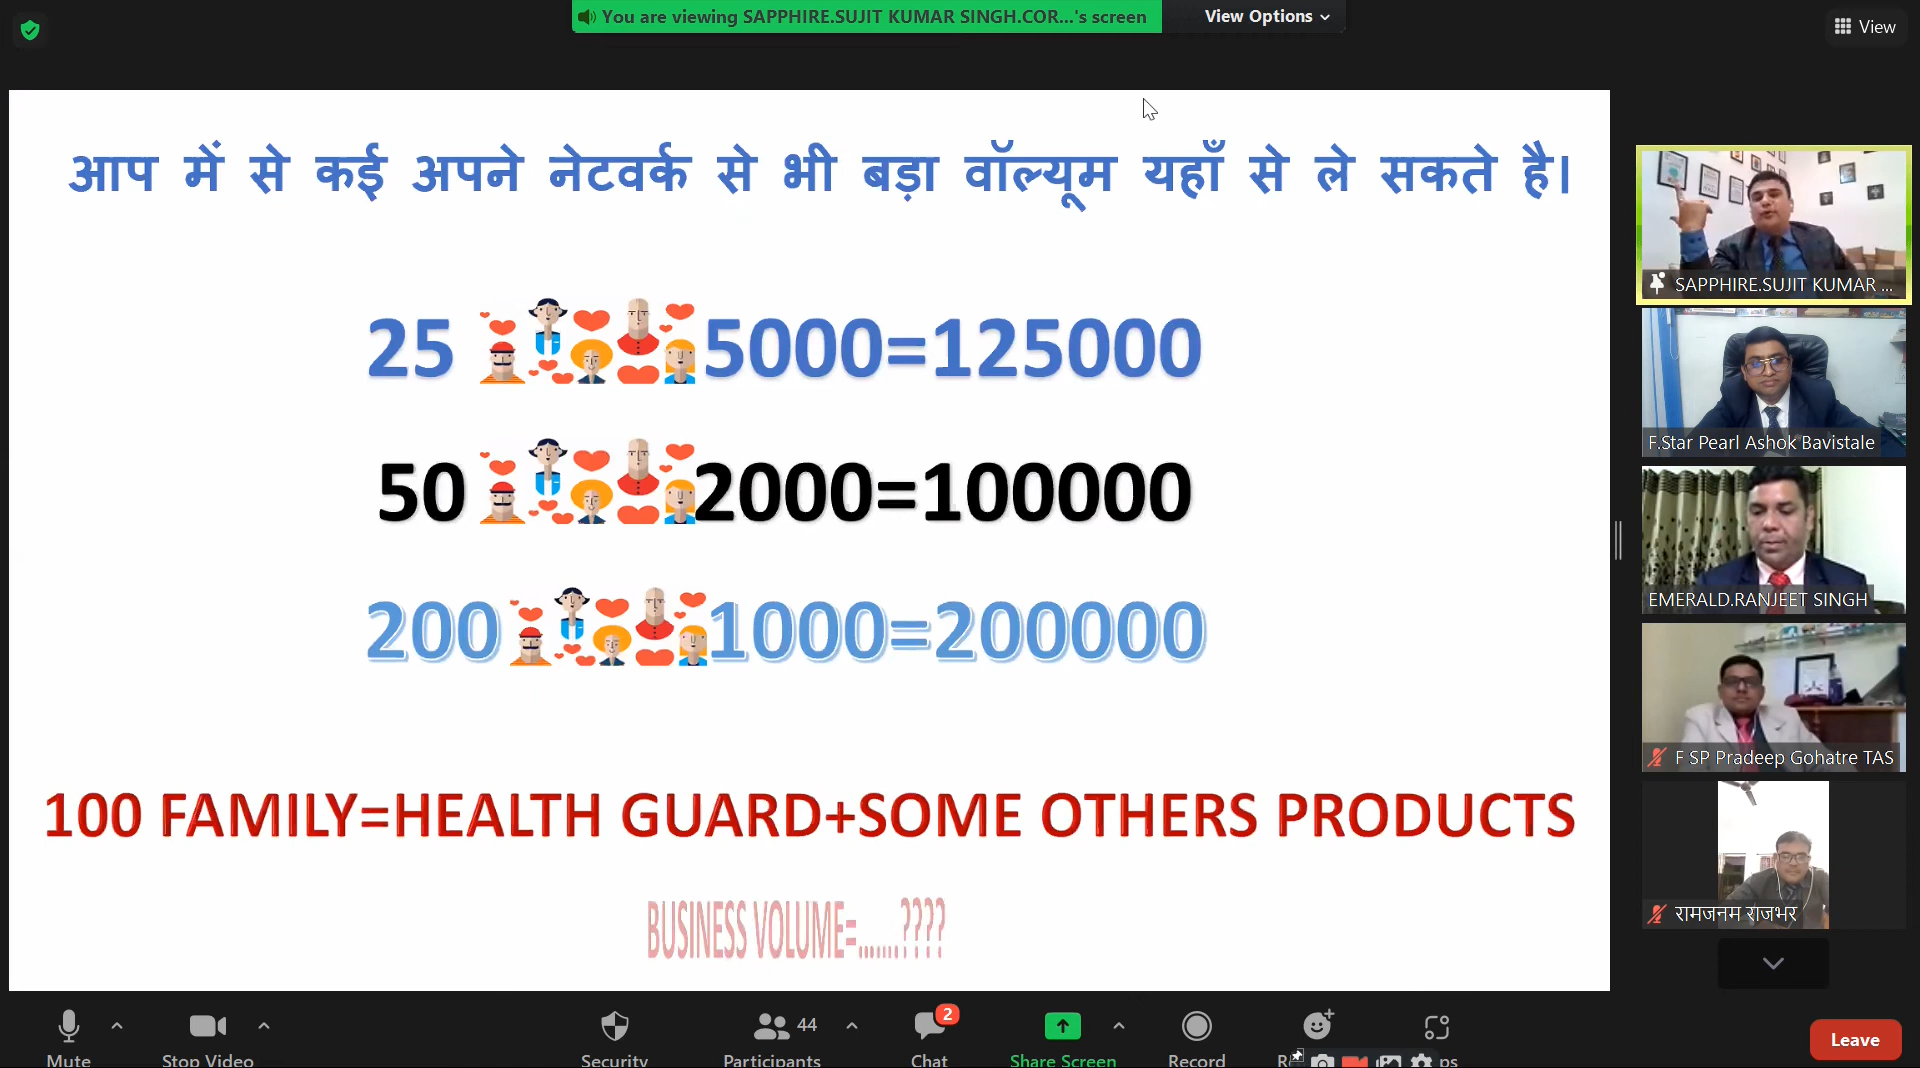 You are viewing SAPPHIRE.SUJIT KUMAR SINGH.COR...'s screen
View Options
View
आप में से कई अपने नेटवर्क से भी बड़ा वॉल्यूम यहाँ से ले सकते है।
25 5000=125000
50 2000=100000
200 1000=200000
100 FAMILY=HEALTH GUARD+SOME OTHERS PRODUCTS
BUSINESS VOLUME=.......????
SAPPHIRE.SUJIT KUMAR ...
F.Star Pearl Ashok Bavistale
EMERALD.RANJEET SINGH
F SP Pradeep Gohatre TAS
रामजनम राजभर
Mute
Stop Video
Security
44
Participants
2
Chat
Share Screen
Record
Leave